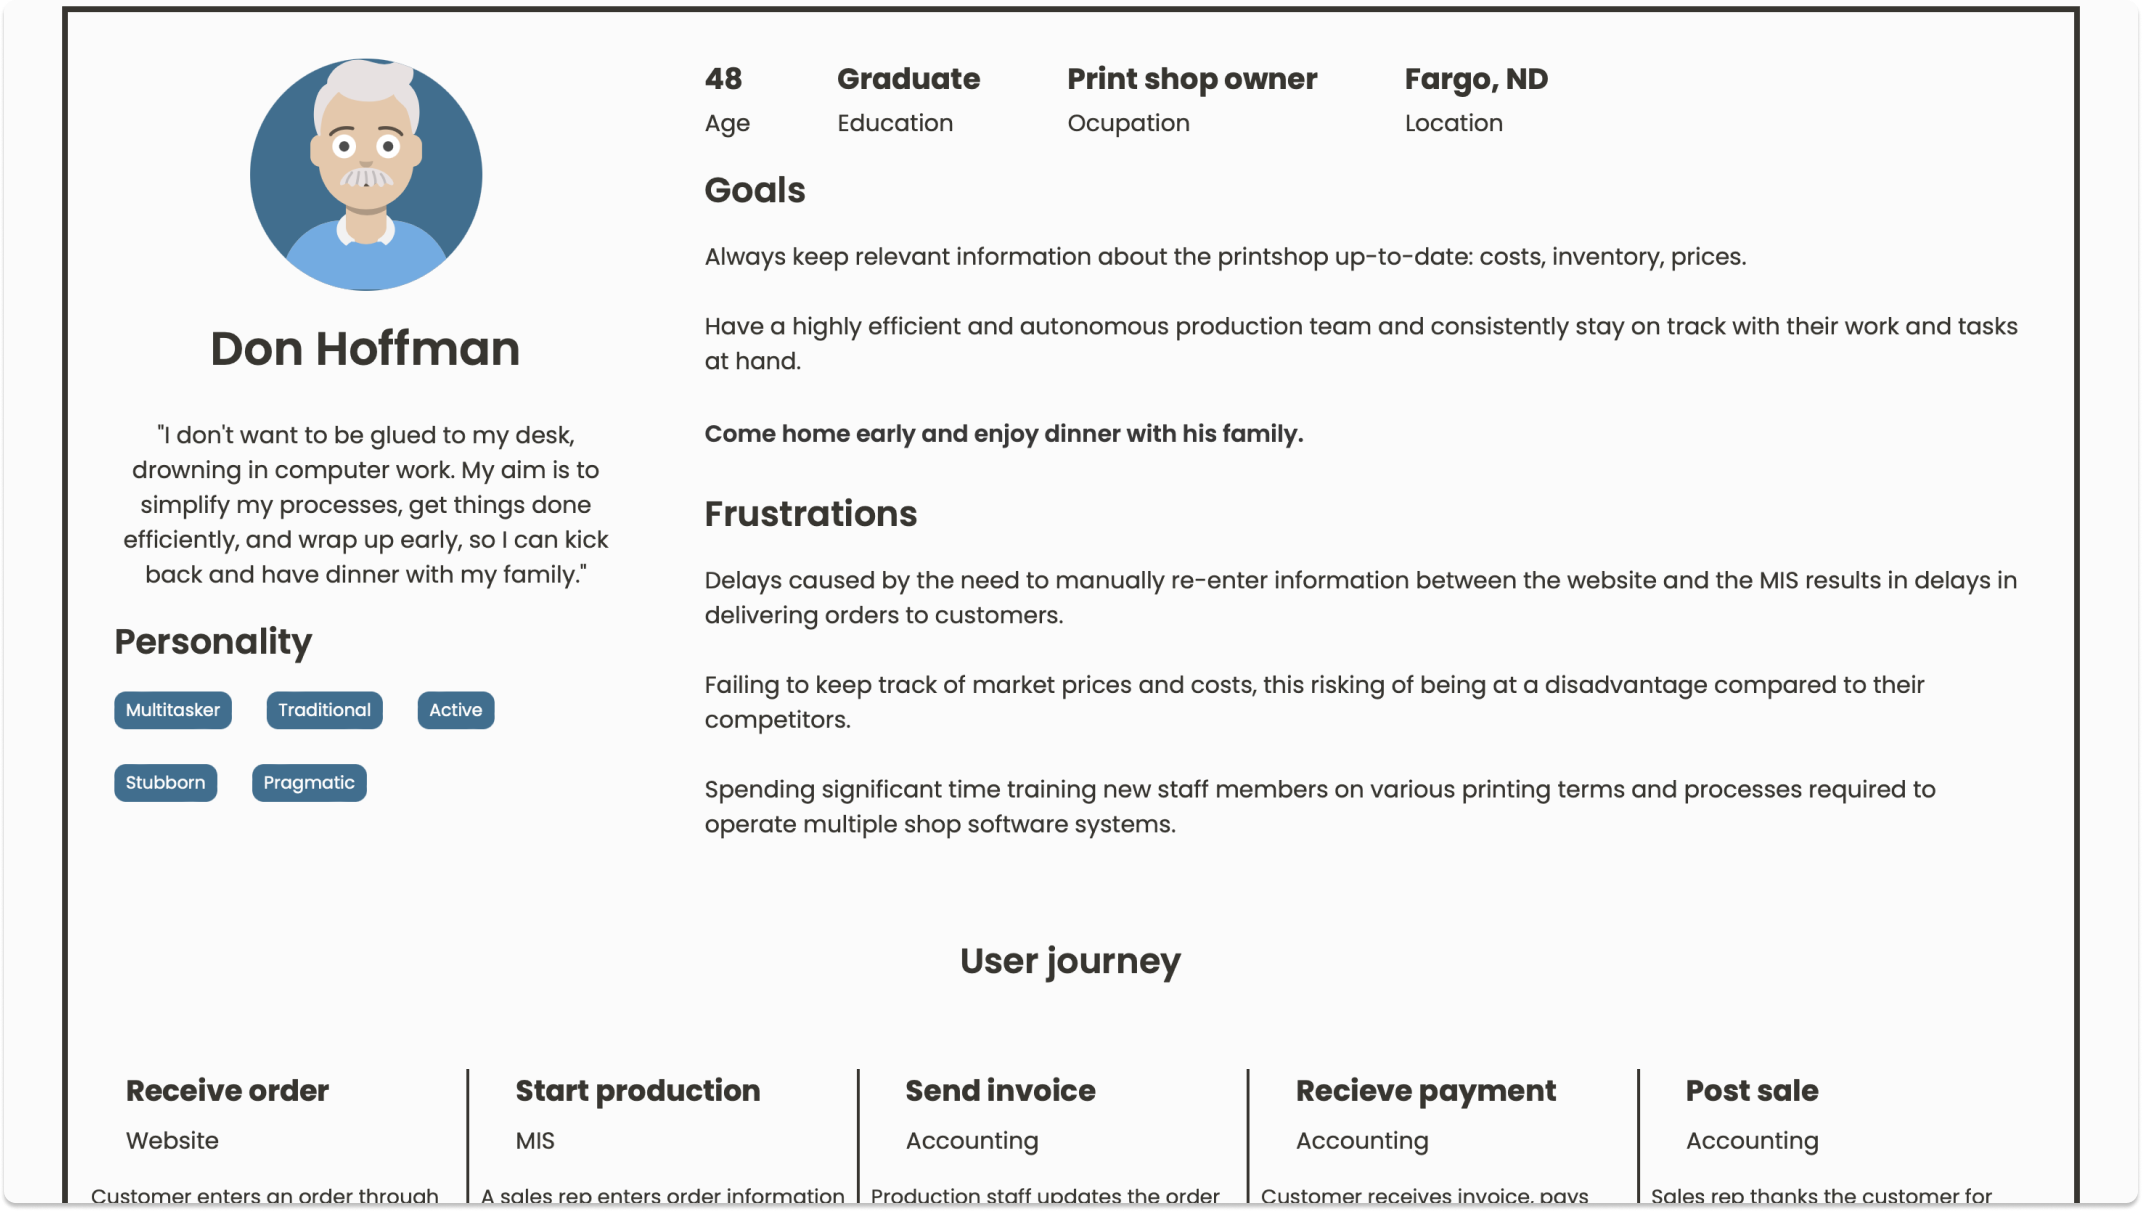 48
Age
Graduate
Education
Print shop owner
Ocupation
Fargo, ND
Location
Don Hoffman
"I don't want to be glued to my desk,
drowning in computer work. My aim is to
simplify my processes, get things done
efficiently, and wrap up early, so I can kick
back and have dinner with my family."
Personality
Multitasker
Traditional
Active
Stubborn
Pragmatic
Goals
Always keep relevant information about the printshop up-to-date: costs, inventory, prices.
Have a highly efficient and autonomous production team and consistently stay on track with their work and tasks
at hand.
Come home early and enjoy dinner with his family.
Frustrations
Delays caused by the need to manually re-enter information between the website and the MIS results in delays in
delivering orders to customers.
Failing to keep track of market prices and costs, this risking of being at a disadvantage compared to their
competitors.
Spending significant time training new staff members on various printing terms and processes required to
operate multiple shop software systems.
User journey
Receive order
Website
Customer enters an order through
Start production
MIS
A sales rep enters order information
Send invoice
Accounting
Production staff updates the order
Recieve payment
Accounting
Customer receives invoice, pays
Post sale
Accounting
Sales rep thanks the customer for